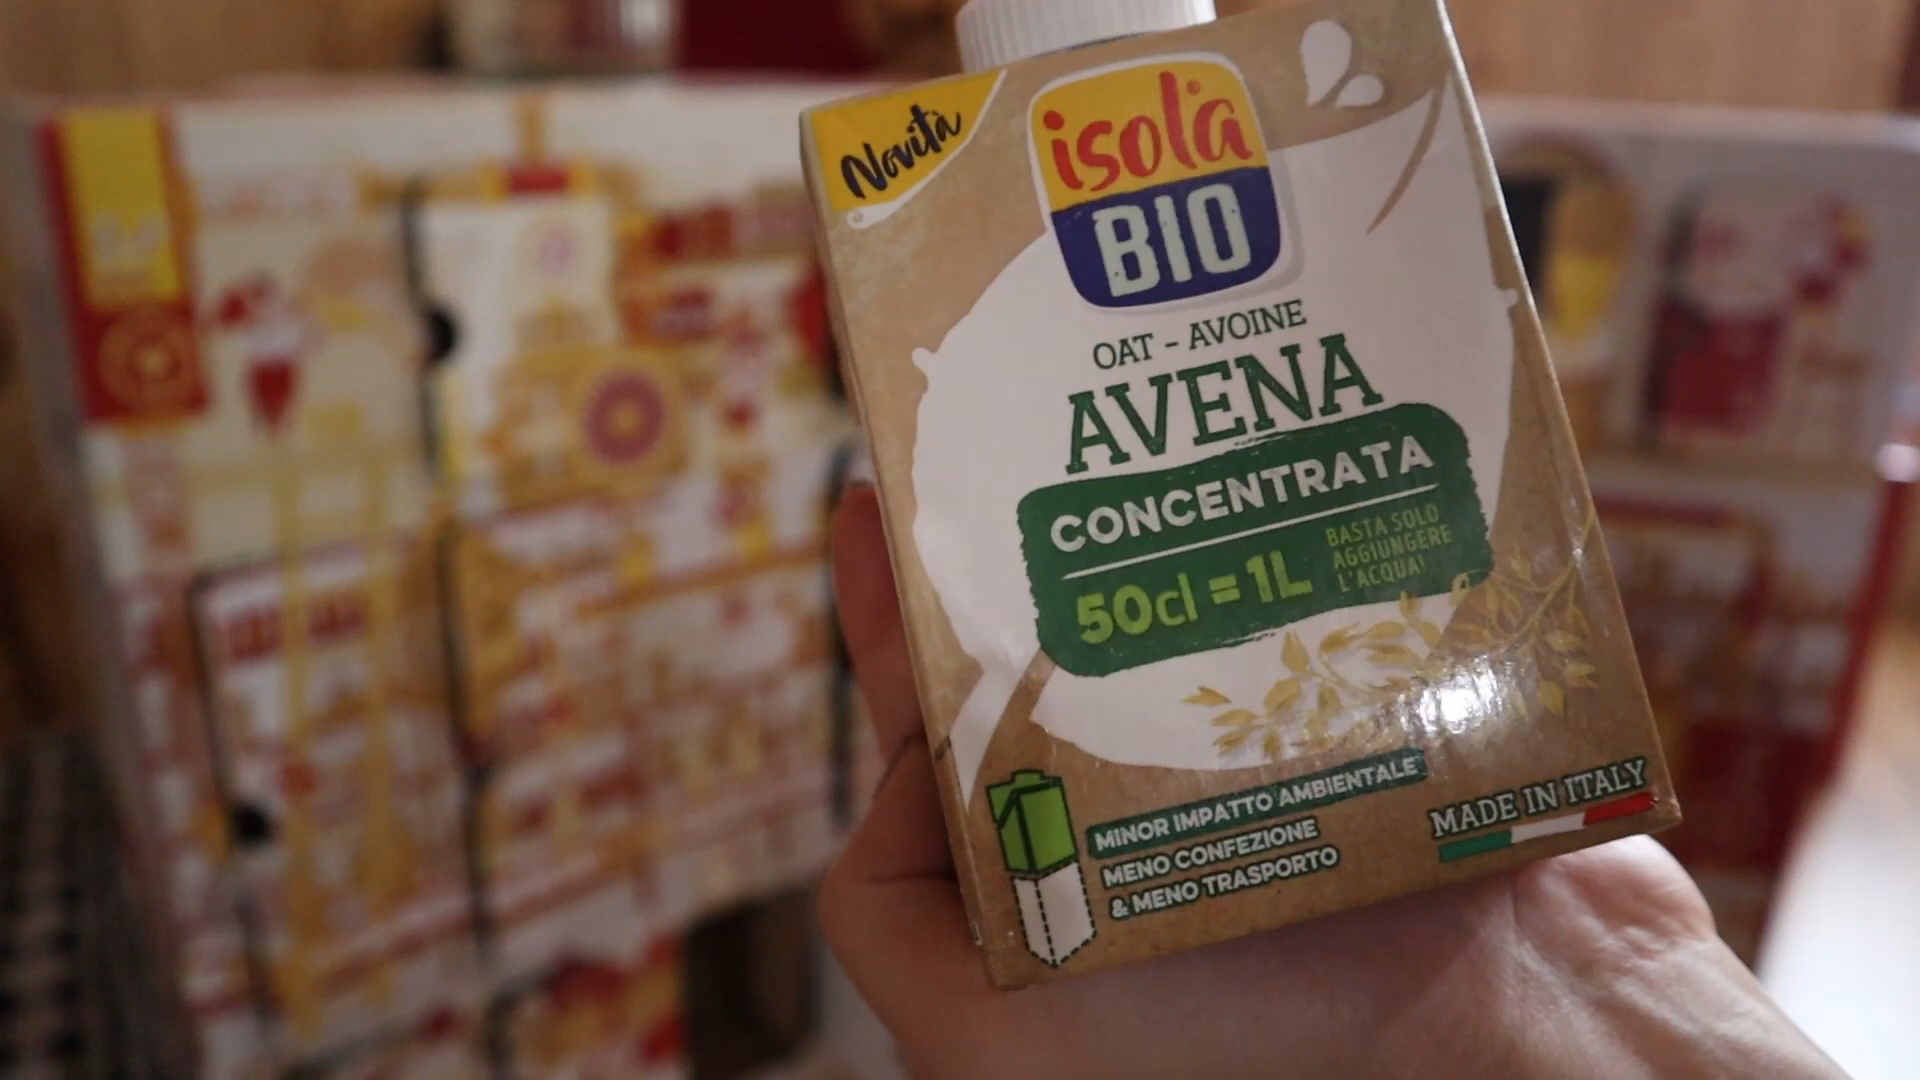 Novità
isola
BIO
OAT - AVOINE
AVENA
CONCENTRATA
50cl = 1L
BASTA SOLO
AGGIUNGERE
L'ACQUA!
MINOR IMPATTO AMBIENTALE
MENO CONFEZIONE
& MENO TRASPORTO
MADE IN ITALY